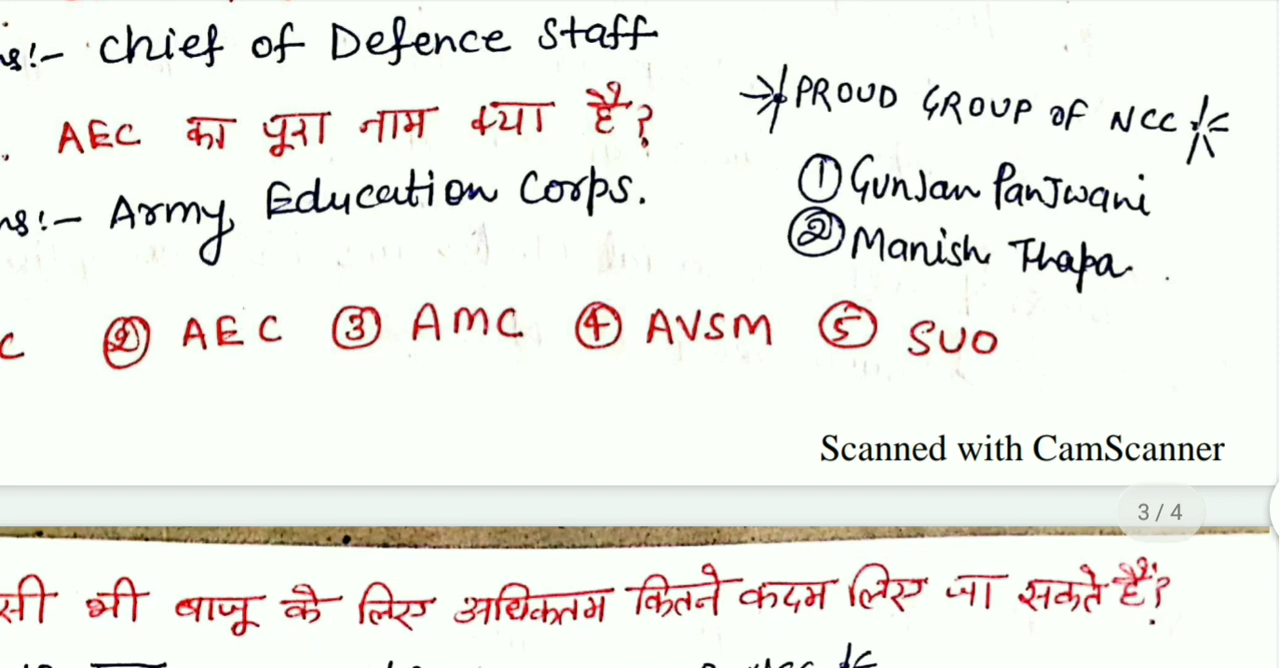 :- Chief of Defence Staff
AEC का पूरा नाम क्या है?
ns:- Army Education Corps.
→ PROUD GROUP OF NCC
① Gunjan Panjwani
② Manish Thapa.
C ② AEC ③ AMC ④ AVSM ⑤ SUO
Scanned with CamScanner
3 / 4
सी भी बाजू के लिए अधिकतम कितने कदम लिए जा सकते हैं?